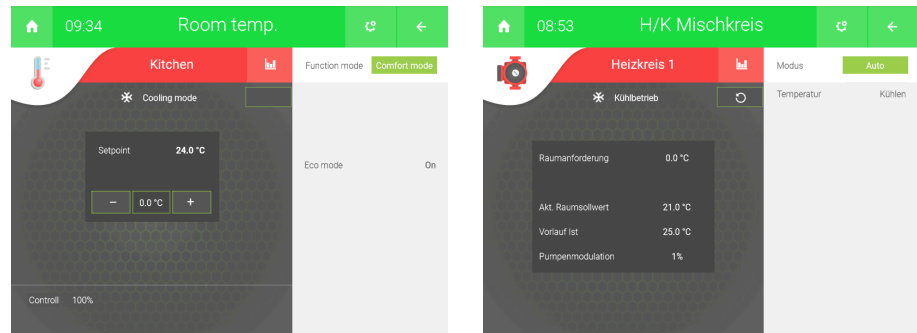 09:34 Room temp.
Kitchen
Function mode Comfort mode
Cooling mode
Setpoint 24.0 °C
Eco mode On
− 0.0 °C +
Controll 100%
08:53 H/K Mischkreis
Heizkreis 1
Modus Auto
Kühlbetrieb
Temperatur Kühlen
Raumanforderung 0.0 °C
Akt. Raumsollwert 21.0 °C
Vorlauf Ist 25.0 °C
Pumpenmodulation 1%